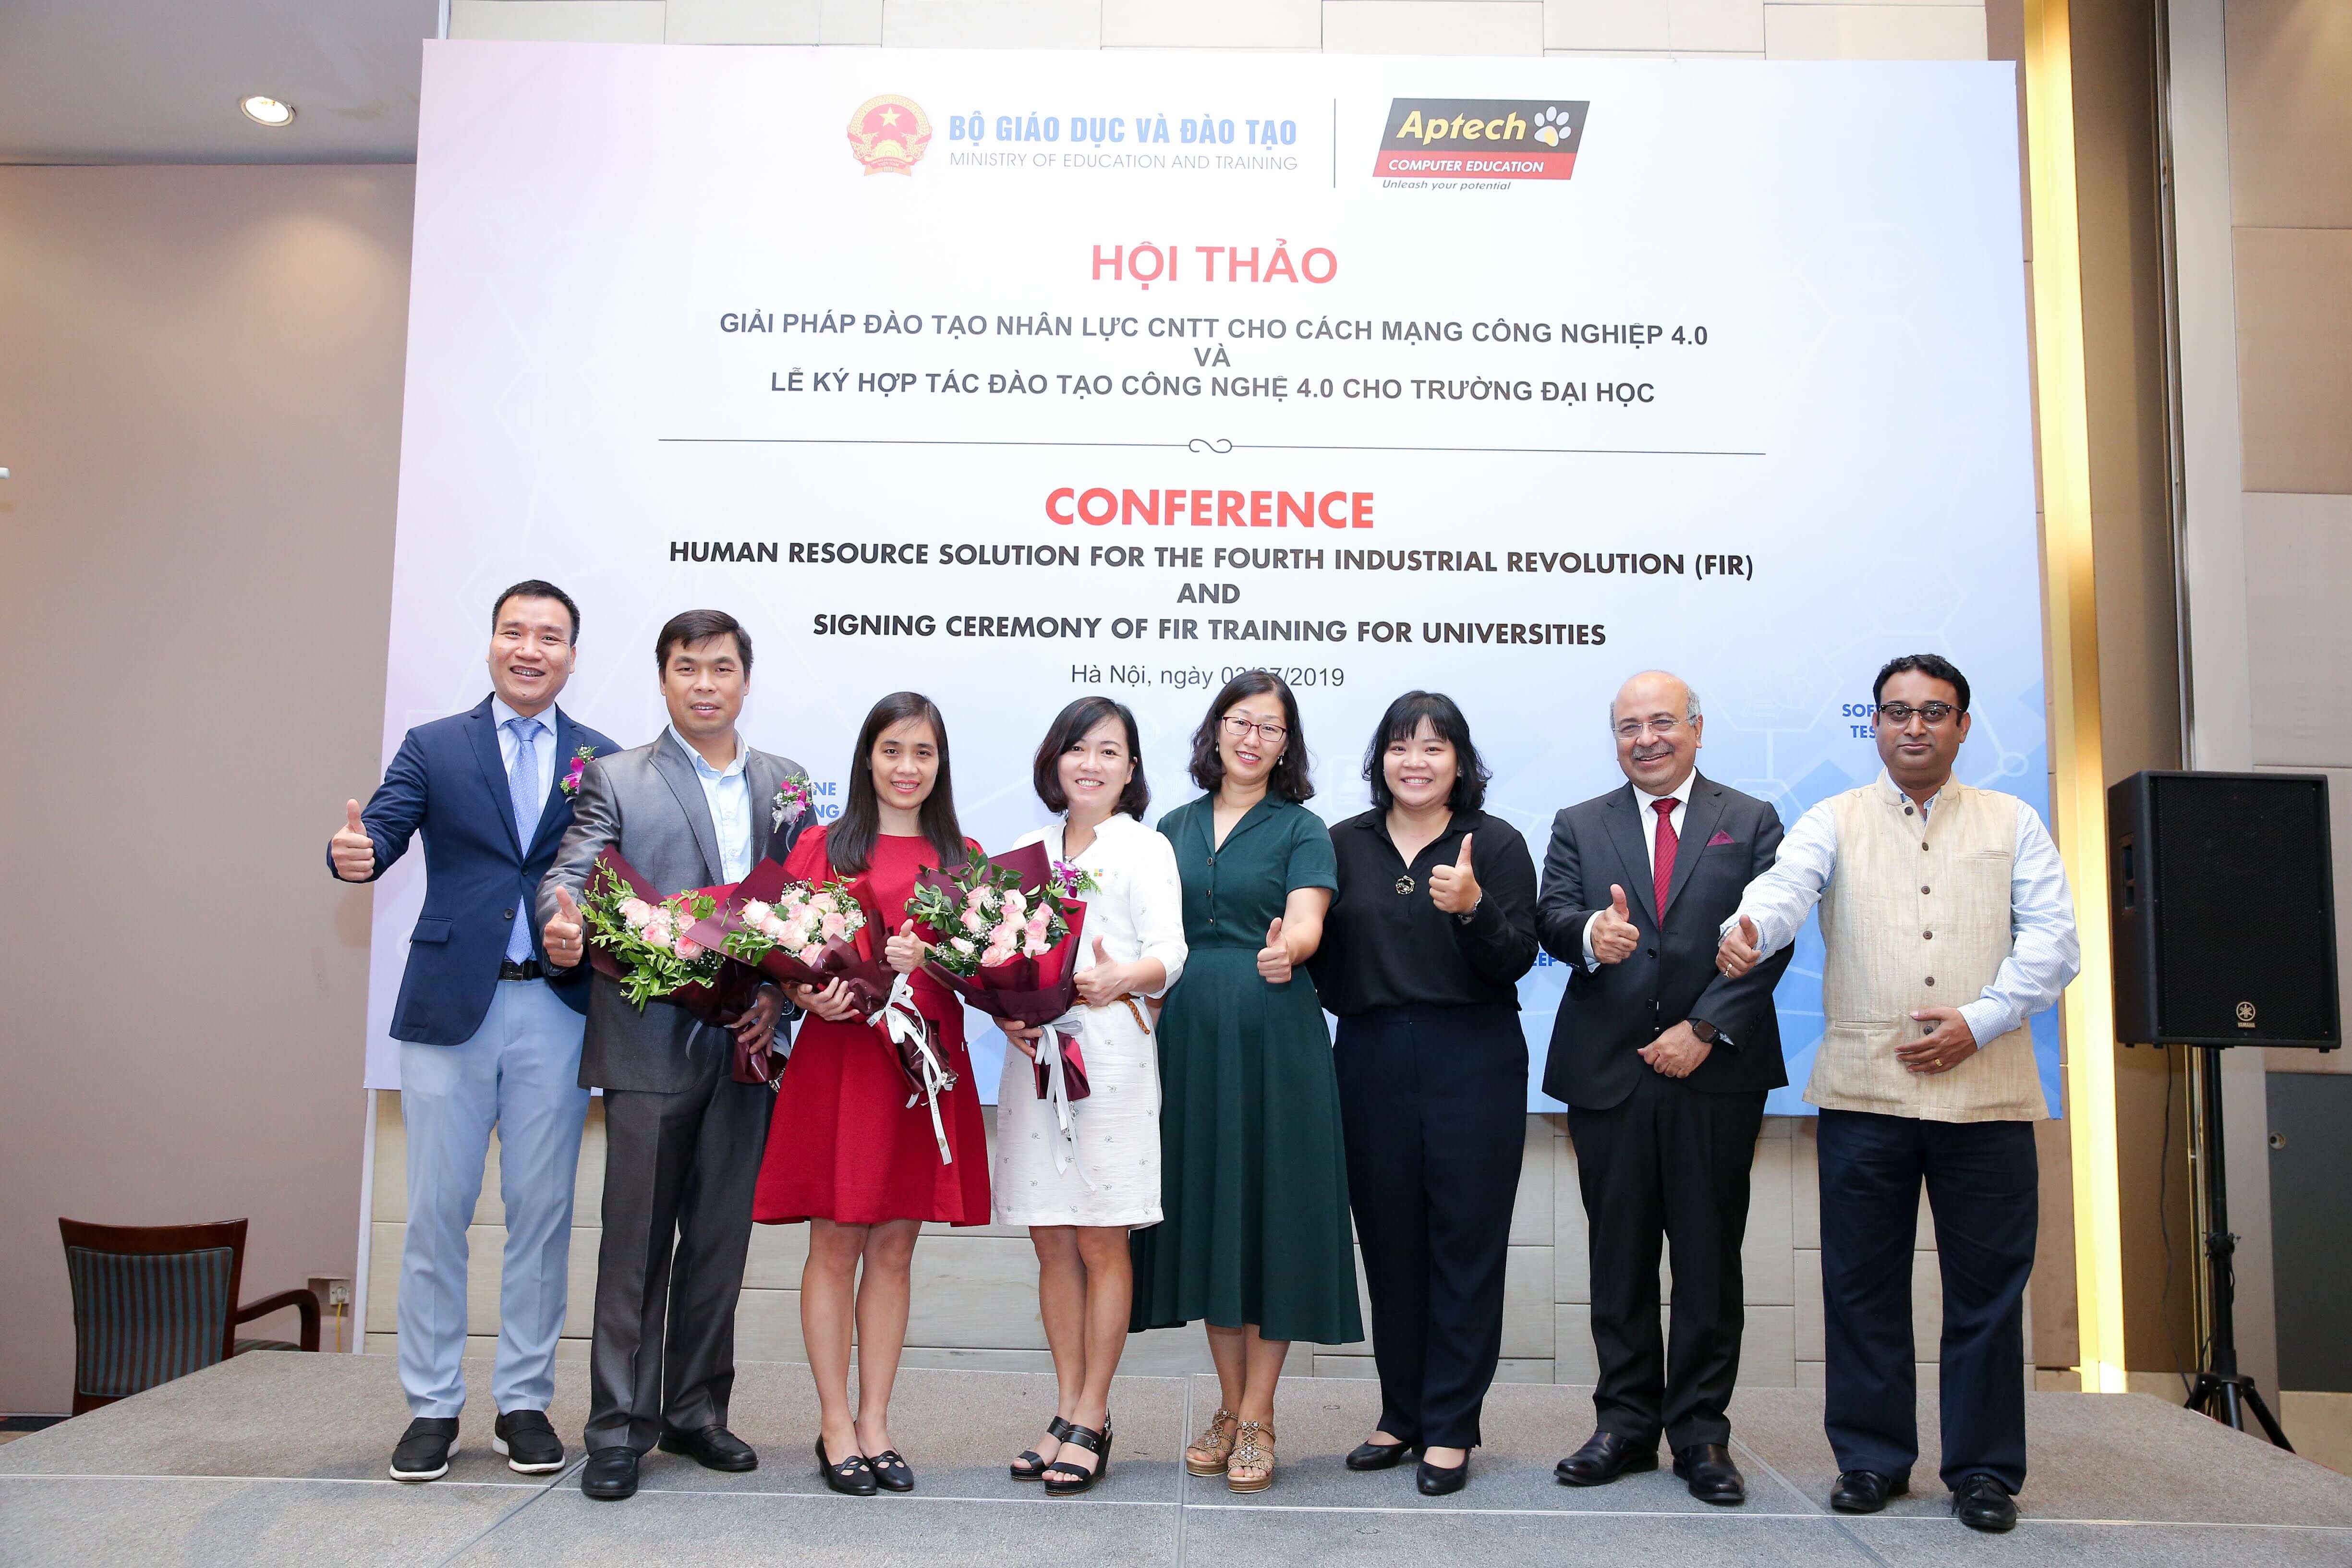 BỘ GIÁO DỤC VÀ ĐÀO TẠO
MINISTRY OF EDUCATION AND TRAINING
Aptech
COMPUTER EDUCATION
Unleash your potential
HỘI THẢO
GIẢI PHÁP ĐÀO TẠO NHÂN LỰC CNTT CHO CÁCH MẠNG CÔNG NGHIỆP 4.0
VÀ
LỄ KÝ HỢP TÁC ĐÀO TẠO CÔNG NGHỆ 4.0 CHO TRƯỜNG ĐẠI HỌC
CONFERENCE
HUMAN RESOURCE SOLUTION FOR THE FOURTH INDUSTRIAL REVOLUTION (FIR)
AND
SIGNING CEREMONY OF FIR TRAINING FOR UNIVERSITIES
Hà Nội, ngày /2019
YAMAHA